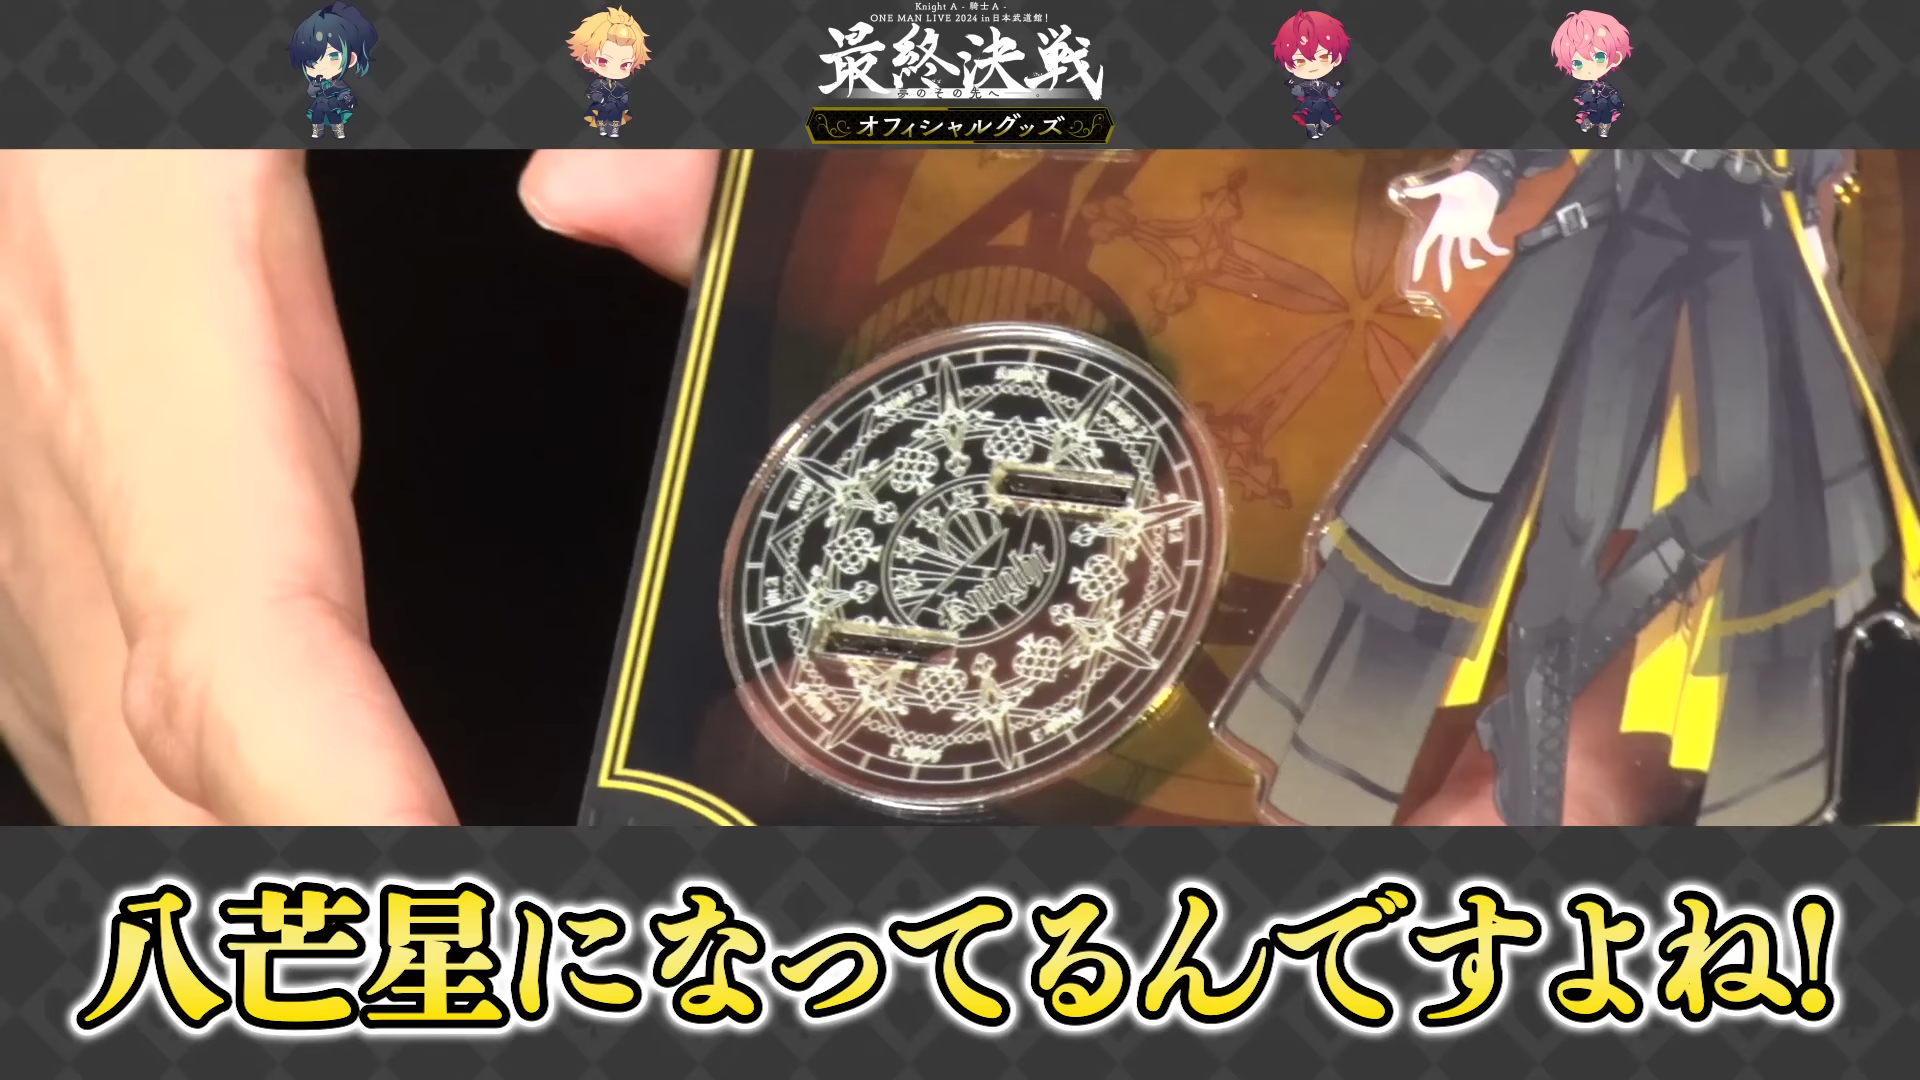 Knight A - 騎士A -
ONE MAN LIVE 2024 in 日本武道館！
最終決戦
夢のその先へ
オフィシャルグッズ
Knight A
Knight
八芒星になってるんですよね!